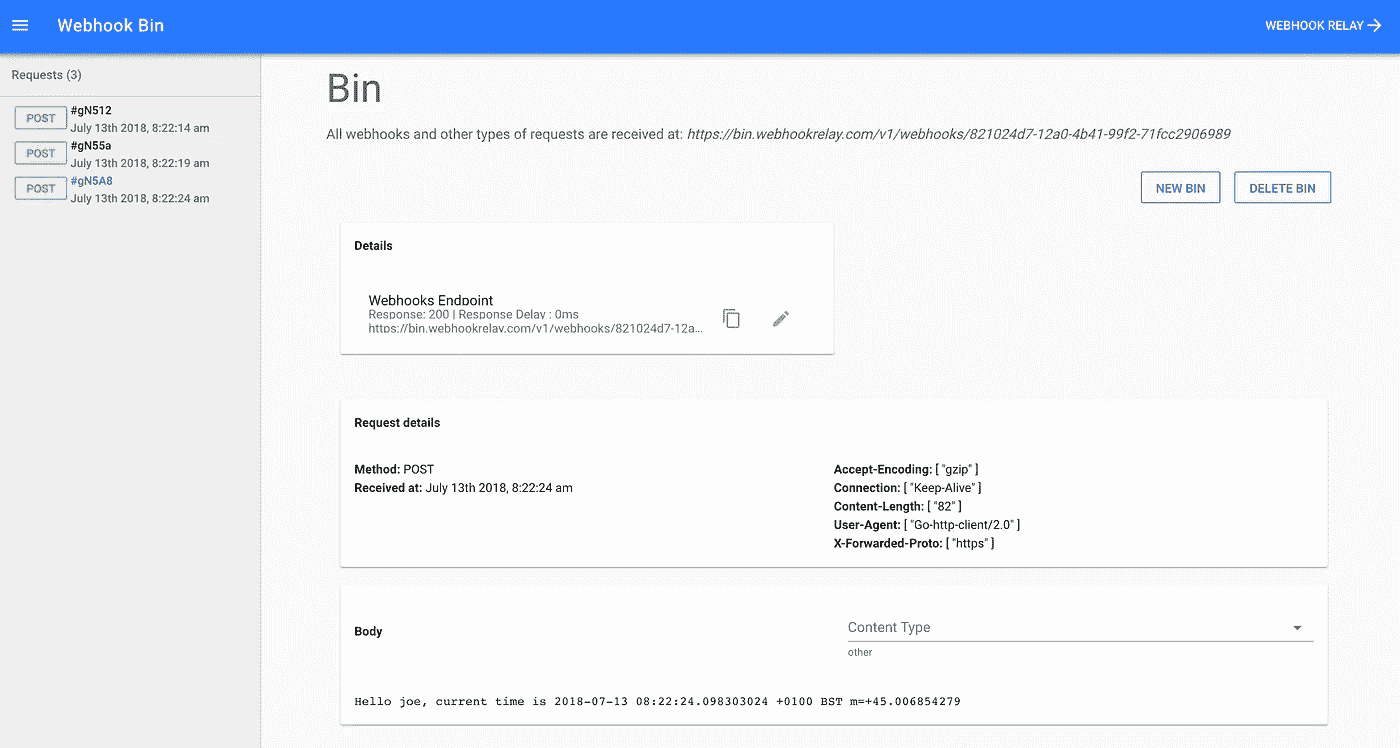 Webhook Bin
WEBHOOK RELAY
Requests (3)
POST
#gN512
July 13th 2018, 8:22:14 am
POST
#gN55a
July 13th 2018, 8:22:19 am
POST
#gN5A8
July 13th 2018, 8:22:24 am
Bin
All webhooks and other types of requests are received at: https://bin.webhookrelay.com/v1/webhooks/821024d7-12a0-4b41-99f2-71fcc2906989
NEW BIN
DELETE BIN
Details
Webhooks Endpoint
Response: 200 | Response Delay : 0ms
https://bin.webhookrelay.com/v1/webhooks/821024d7-12a...
Request details
Method: POST
Received at: July 13th 2018, 8:22:24 am
Accept-Encoding: [ "gzip" ]
Connection: [ "Keep-Alive" ]
Content-Length: [ "82" ]
User-Agent: [ "Go-http-client/2.0" ]
X-Forwarded-Proto: [ "https" ]
Body
Content Type
other
Hello joe, current time is 2018-07-13 08:22:24.098303024 +0100 BST m=+45.006854279